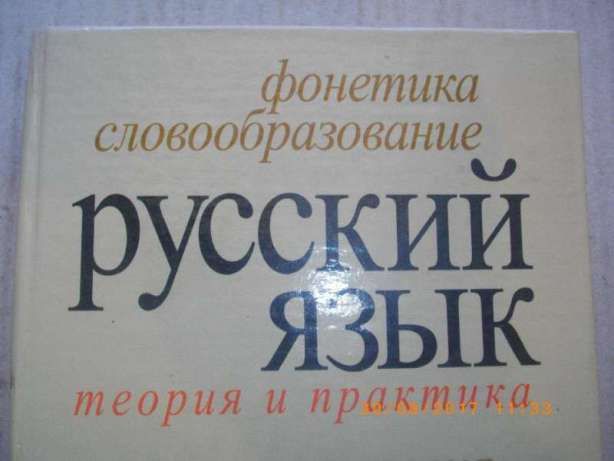 фонетика
словообразование
русский
язык
теория и практика